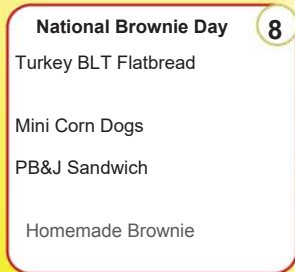 National Brownie Day 8
Turkey BLT Flatbread
Mini Corn Dogs
PB&J Sandwich
Homemade Brownie